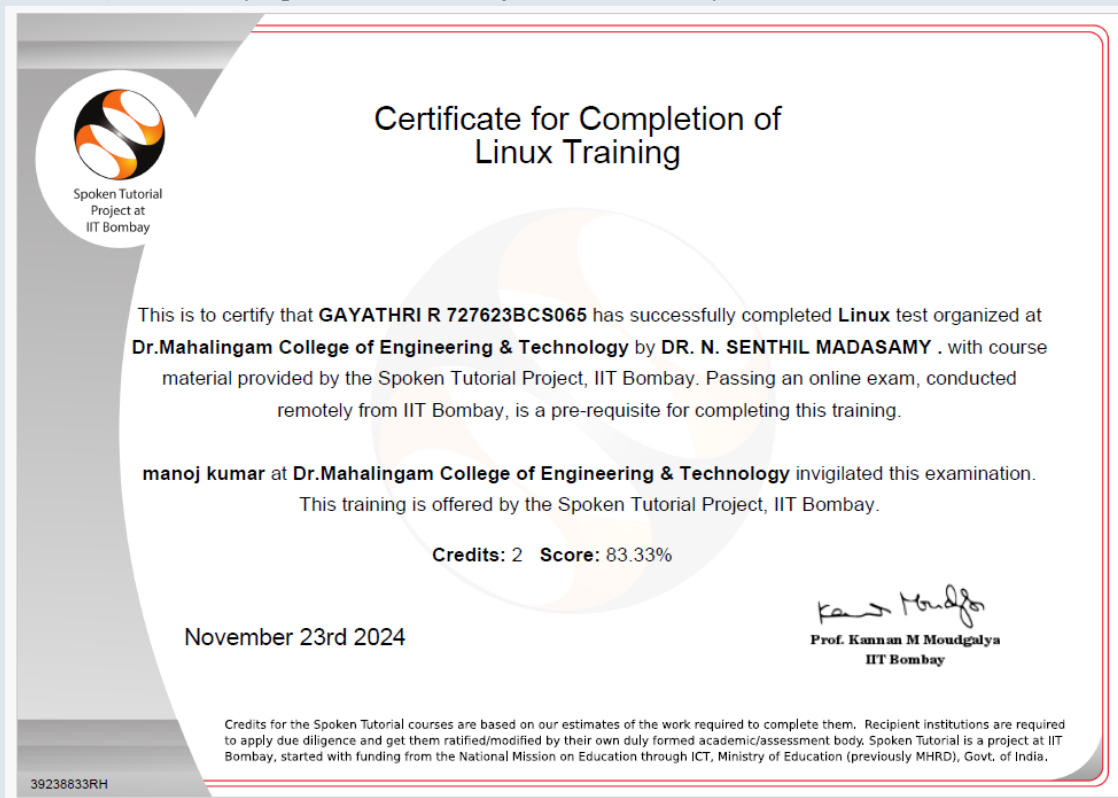 Certificate for Completion of
Linux Training
Spoken Tutorial
Project at
IIT Bombay
This is to certify that GAYATHRI R 727623BCS065 has successfully completed Linux test organized at
Dr.Mahalingam College of Engineering & Technology by DR. N. SENTHIL MADASAMY . with course
material provided by the Spoken Tutorial Project, IIT Bombay. Passing an online exam, conducted
remotely from IIT Bombay, is a pre-requisite for completing this training.
manoj kumar at Dr.Mahalingam College of Engineering & Technology invigilated this examination.
This training is offered by the Spoken Tutorial Project, IIT Bombay.
Credits: 2 Score: 83.33%
November 23rd 2024
Prof. Kannan M Moudgalya
IIT Bombay
Credits for the Spoken Tutorial courses are based on our estimates of the work required to complete them. Recipient institutions are required
to apply due diligence and get them ratified/modified by their own duly formed academic/assessment body. Spoken Tutorial is a project at IIT
Bombay, started with funding from the National Mission on Education through ICT, Ministry of Education (previously MHRD), Govt. of India.
39238833RH